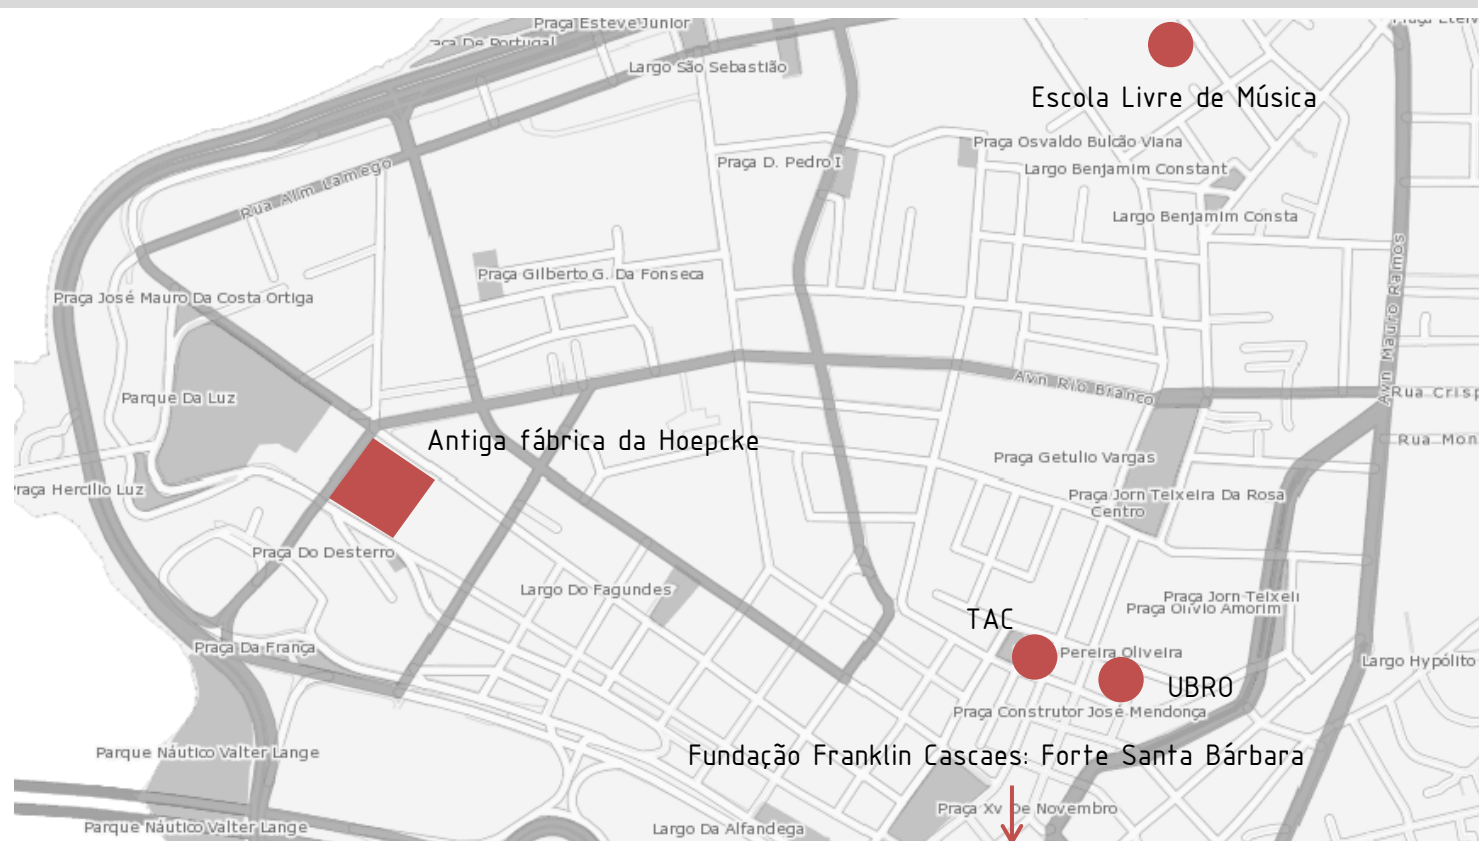 Praça Esteve Junior
aça De Portugal
Largo São Sebastião
Escola Livre de Música
Praça Osvaldo Bulcão Viana
Praça D. Pedro I
Largo Benjamim Constant
Rua Alm Lamego
Largo Benjamim Consta
Praça Gilberto G. Da Fonseca
Praça José Mauro Da Costa Ortiga
Avn Mauro Ramos
Avn Rio Bianco
Rua Crisp
Parque Da Luz
Antiga fábrica da Hoepcke
Rua Mon
Praça Getulio Vargas
raça Hercilio Luz
Praça Jorn Teixeira Da Rosa
Centro
Praça Do Desterro
Largo Do Fagundes
Praça Jorn Teixeii
Praça Olivio Amorim
TAC
Praça Da França
Pereira Oliveira
Largo Hypólito
UBRO
Praça Construtor José Mendonça
Parque Náutico Valter Lange
Fundação Franklin Cascaes: Forte Santa Bárbara
Praça Xv De Novembro
Parque Náutico Valter Lange
Largo Da Alfandega